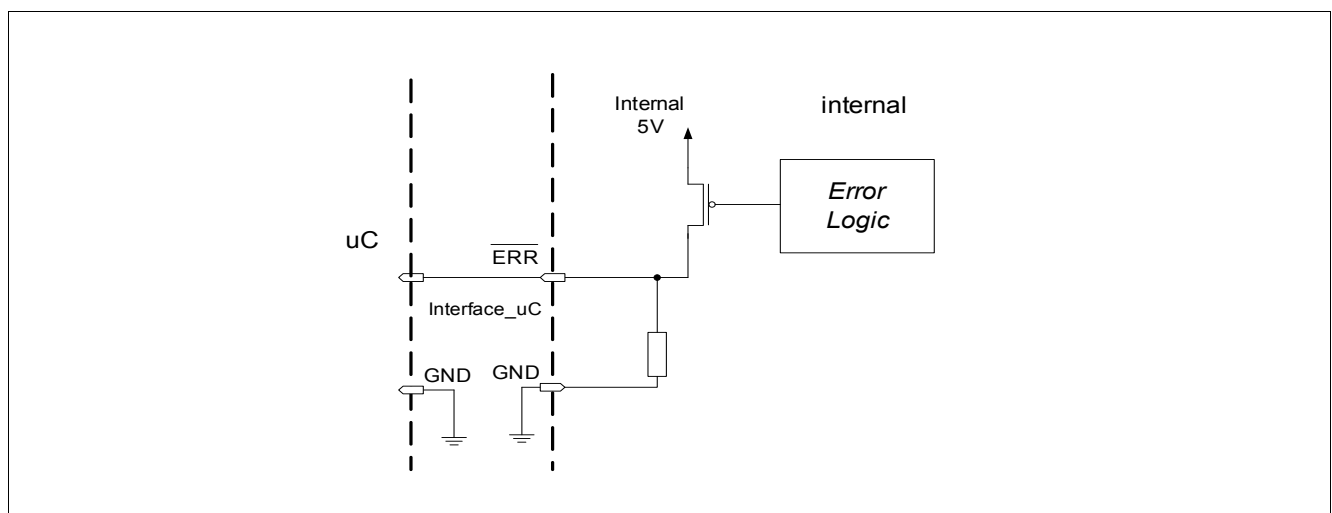 Internal
5V
internal
Error
Logic
uC
ERR
Interface_uC
GND
GND